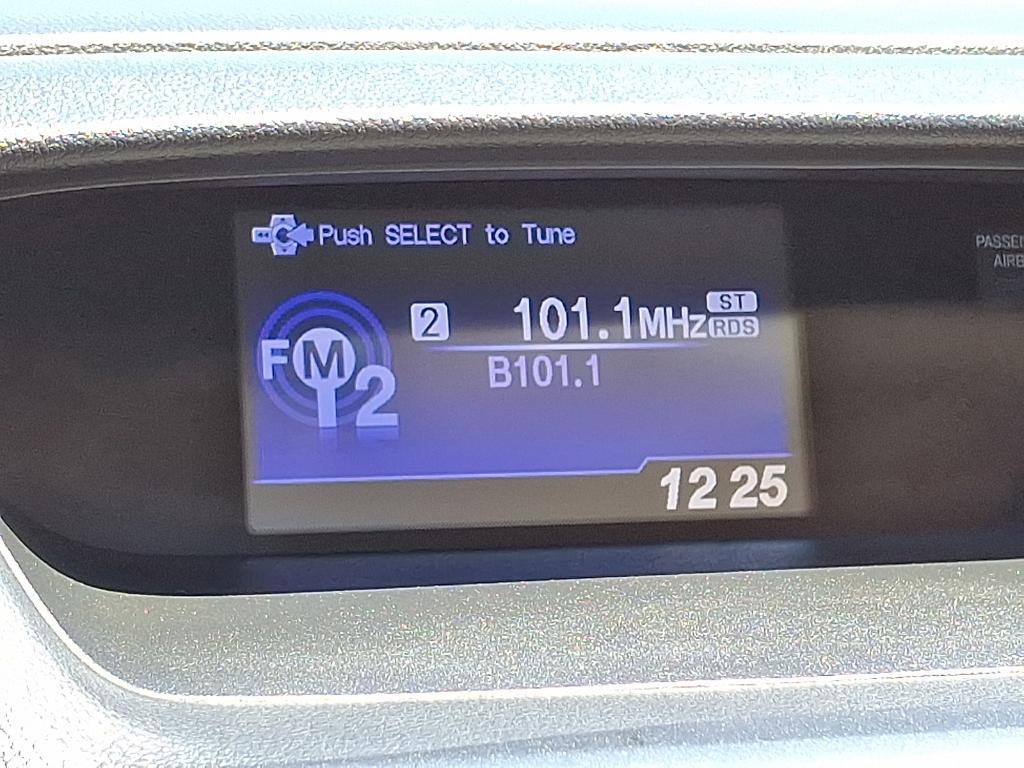 Push SELECT to Tune
FM2
2 101.1MHz ST
RDS
B101.1
12 25